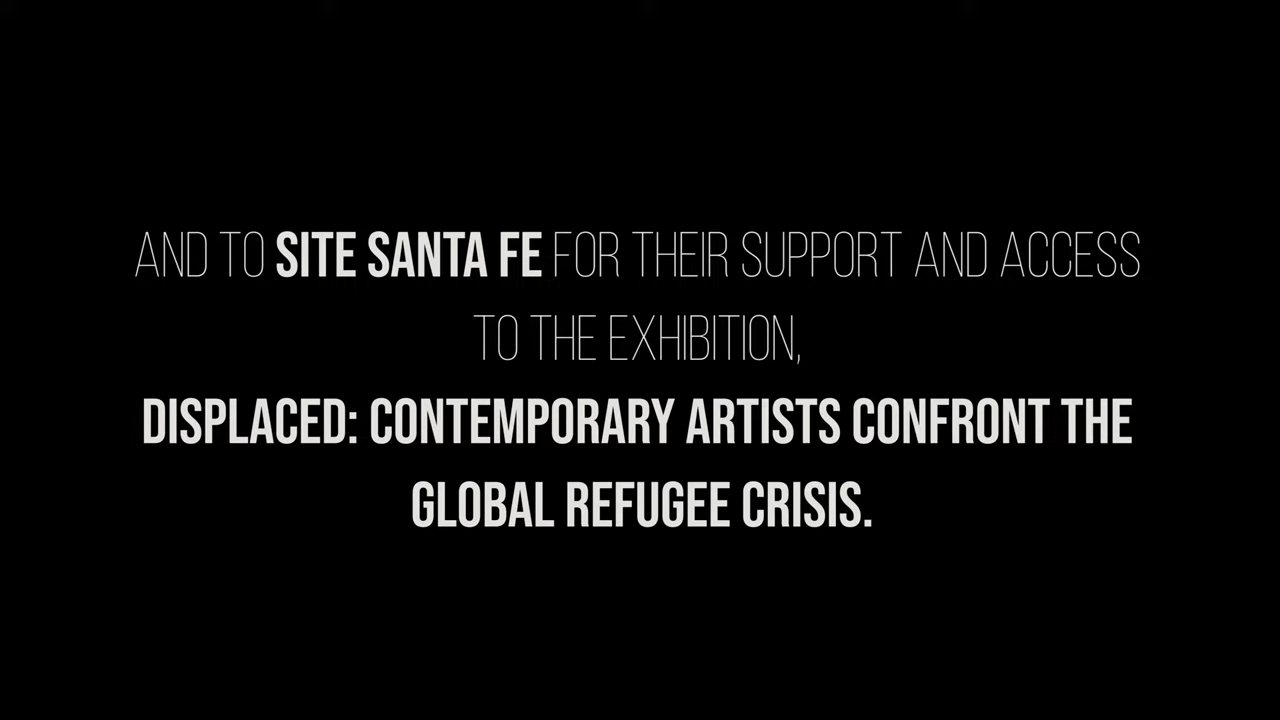 AND TO SITE SANTA FE FOR THEIR SUPPORT AND ACCESS
TO THE EXHIBITION,
DISPLACED: CONTEMPORARY ARTISTS CONFRONT THE
GLOBAL REFUGEE CRISIS.